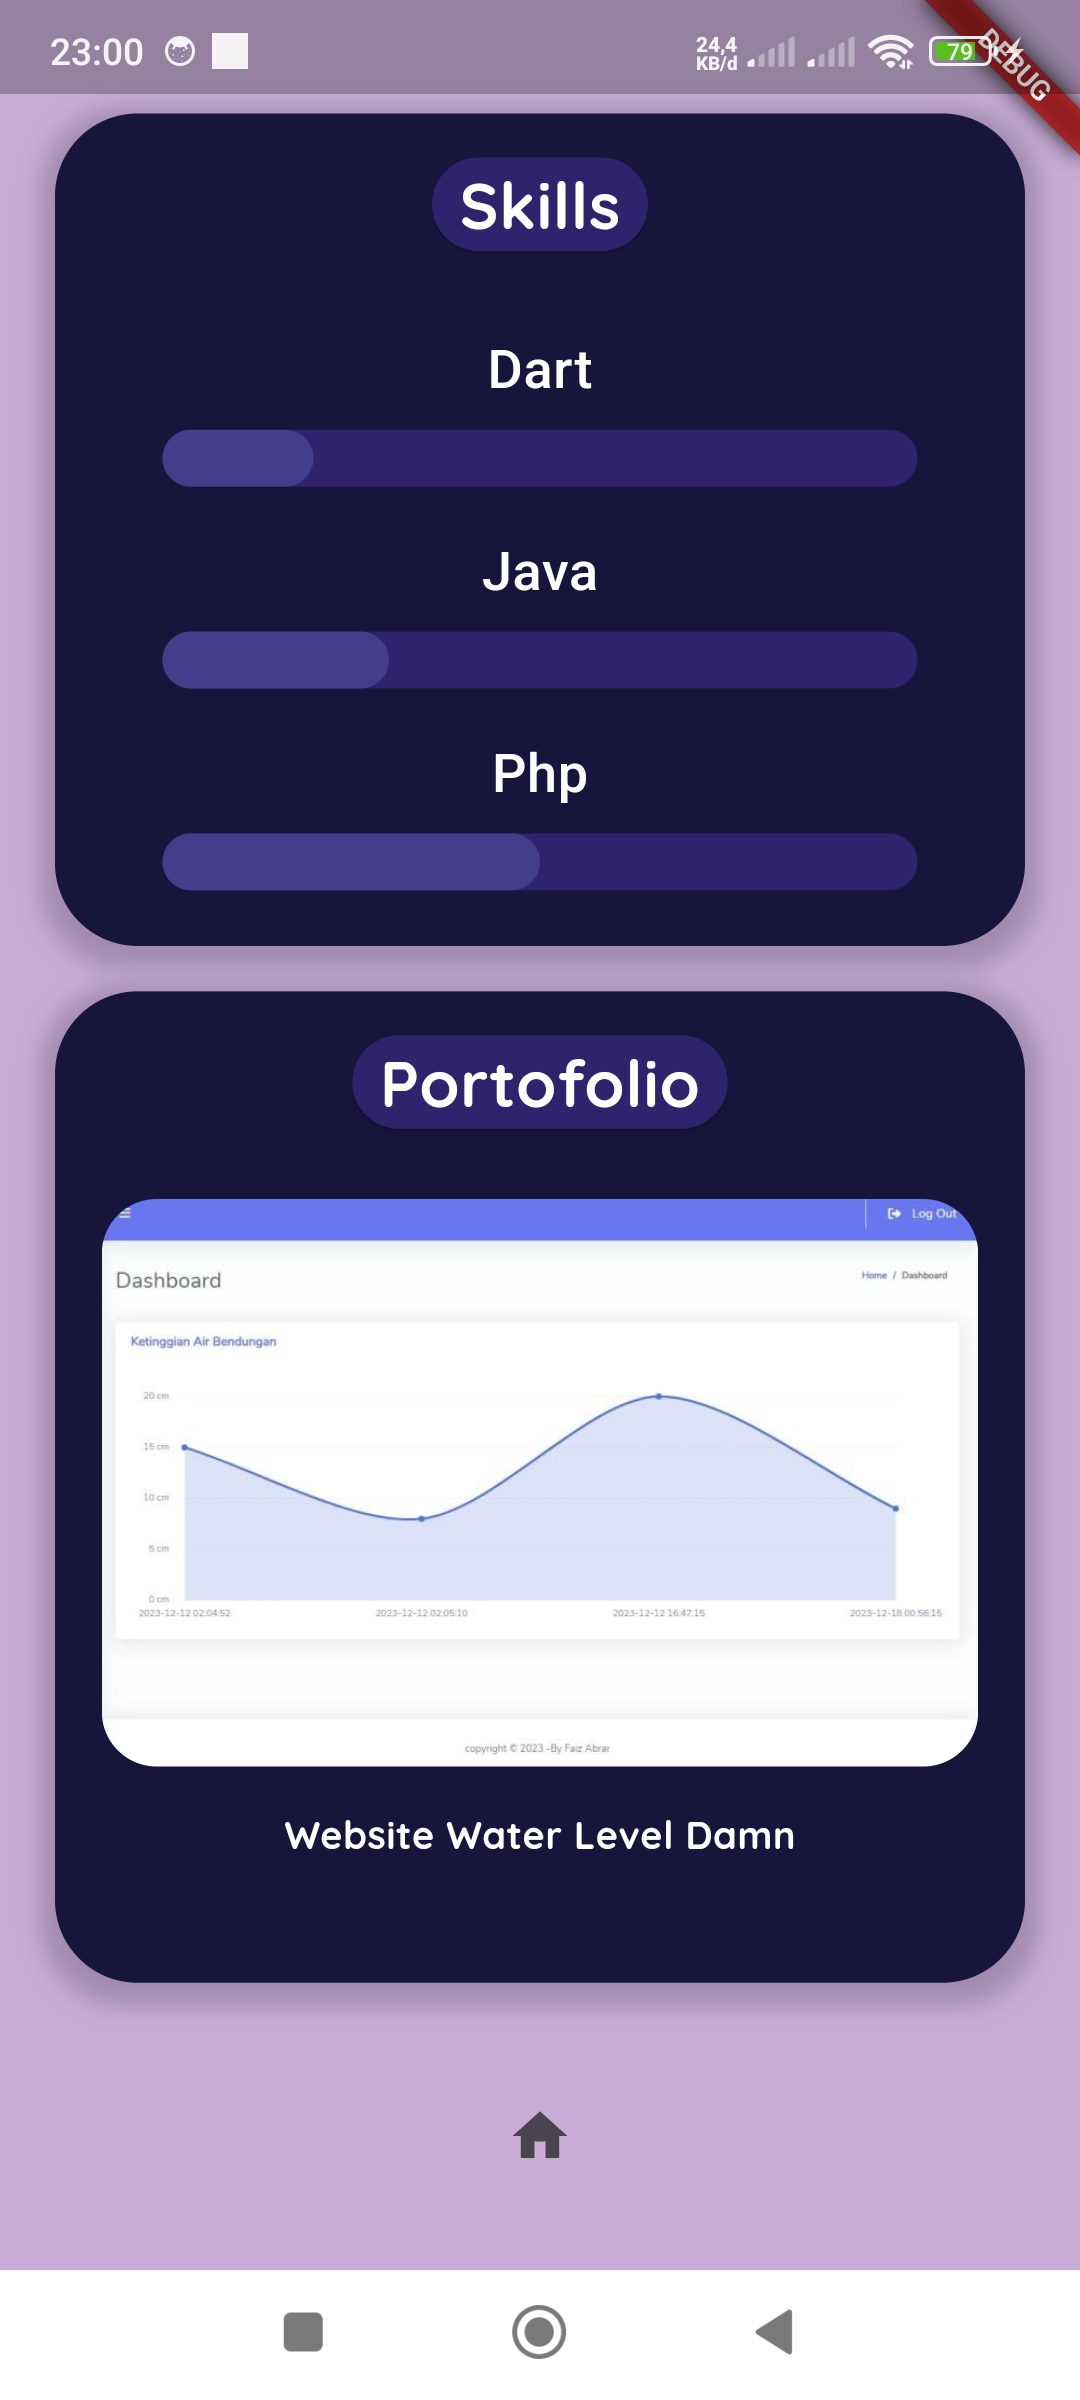 23:00
24,4
KB/d
79
DEBUG
Skills
Dart
Java
Php
Portofolio
Log Out
Dashboard
Home / Dashboard
Ketinggian Air Bendungan
20 cm
15 cm
10 cm
5 cm
0 cm
2023-12-12 02:04:52
2023-12-12 02:05:10
2023-12-12 16:47:15
2023-12-18 00:56:15
copyright © 2023 -By Faiz Abrar
Website Water Level Damn